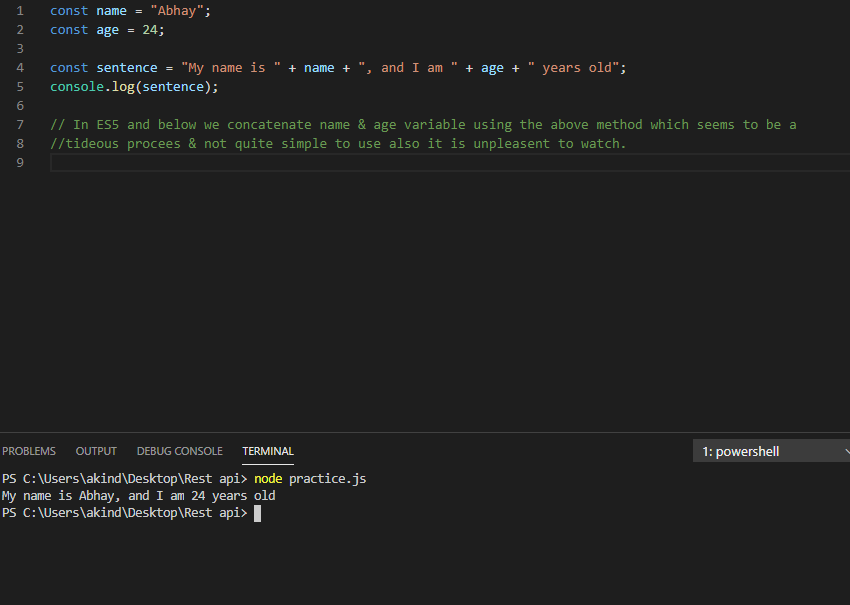 1 const name = "Abhay";
2 const age = 24;
3
4 const sentence = "My name is " + name + ", and I am " + age + " years old";
5 console.log(sentence);
6
7 // In ES5 and below we concatenate name & age variable using the above method which seems to be a
8 //tideous procees & not quite simple to use also it is unpleasent to watch.
9
PROBLEMS OUTPUT DEBUG CONSOLE TERMINAL 1: powershell
PS C:\Users\akind\Desktop\Rest api> node practice.js
My name is Abhay, and I am 24 years old
PS C:\Users\akind\Desktop\Rest api>